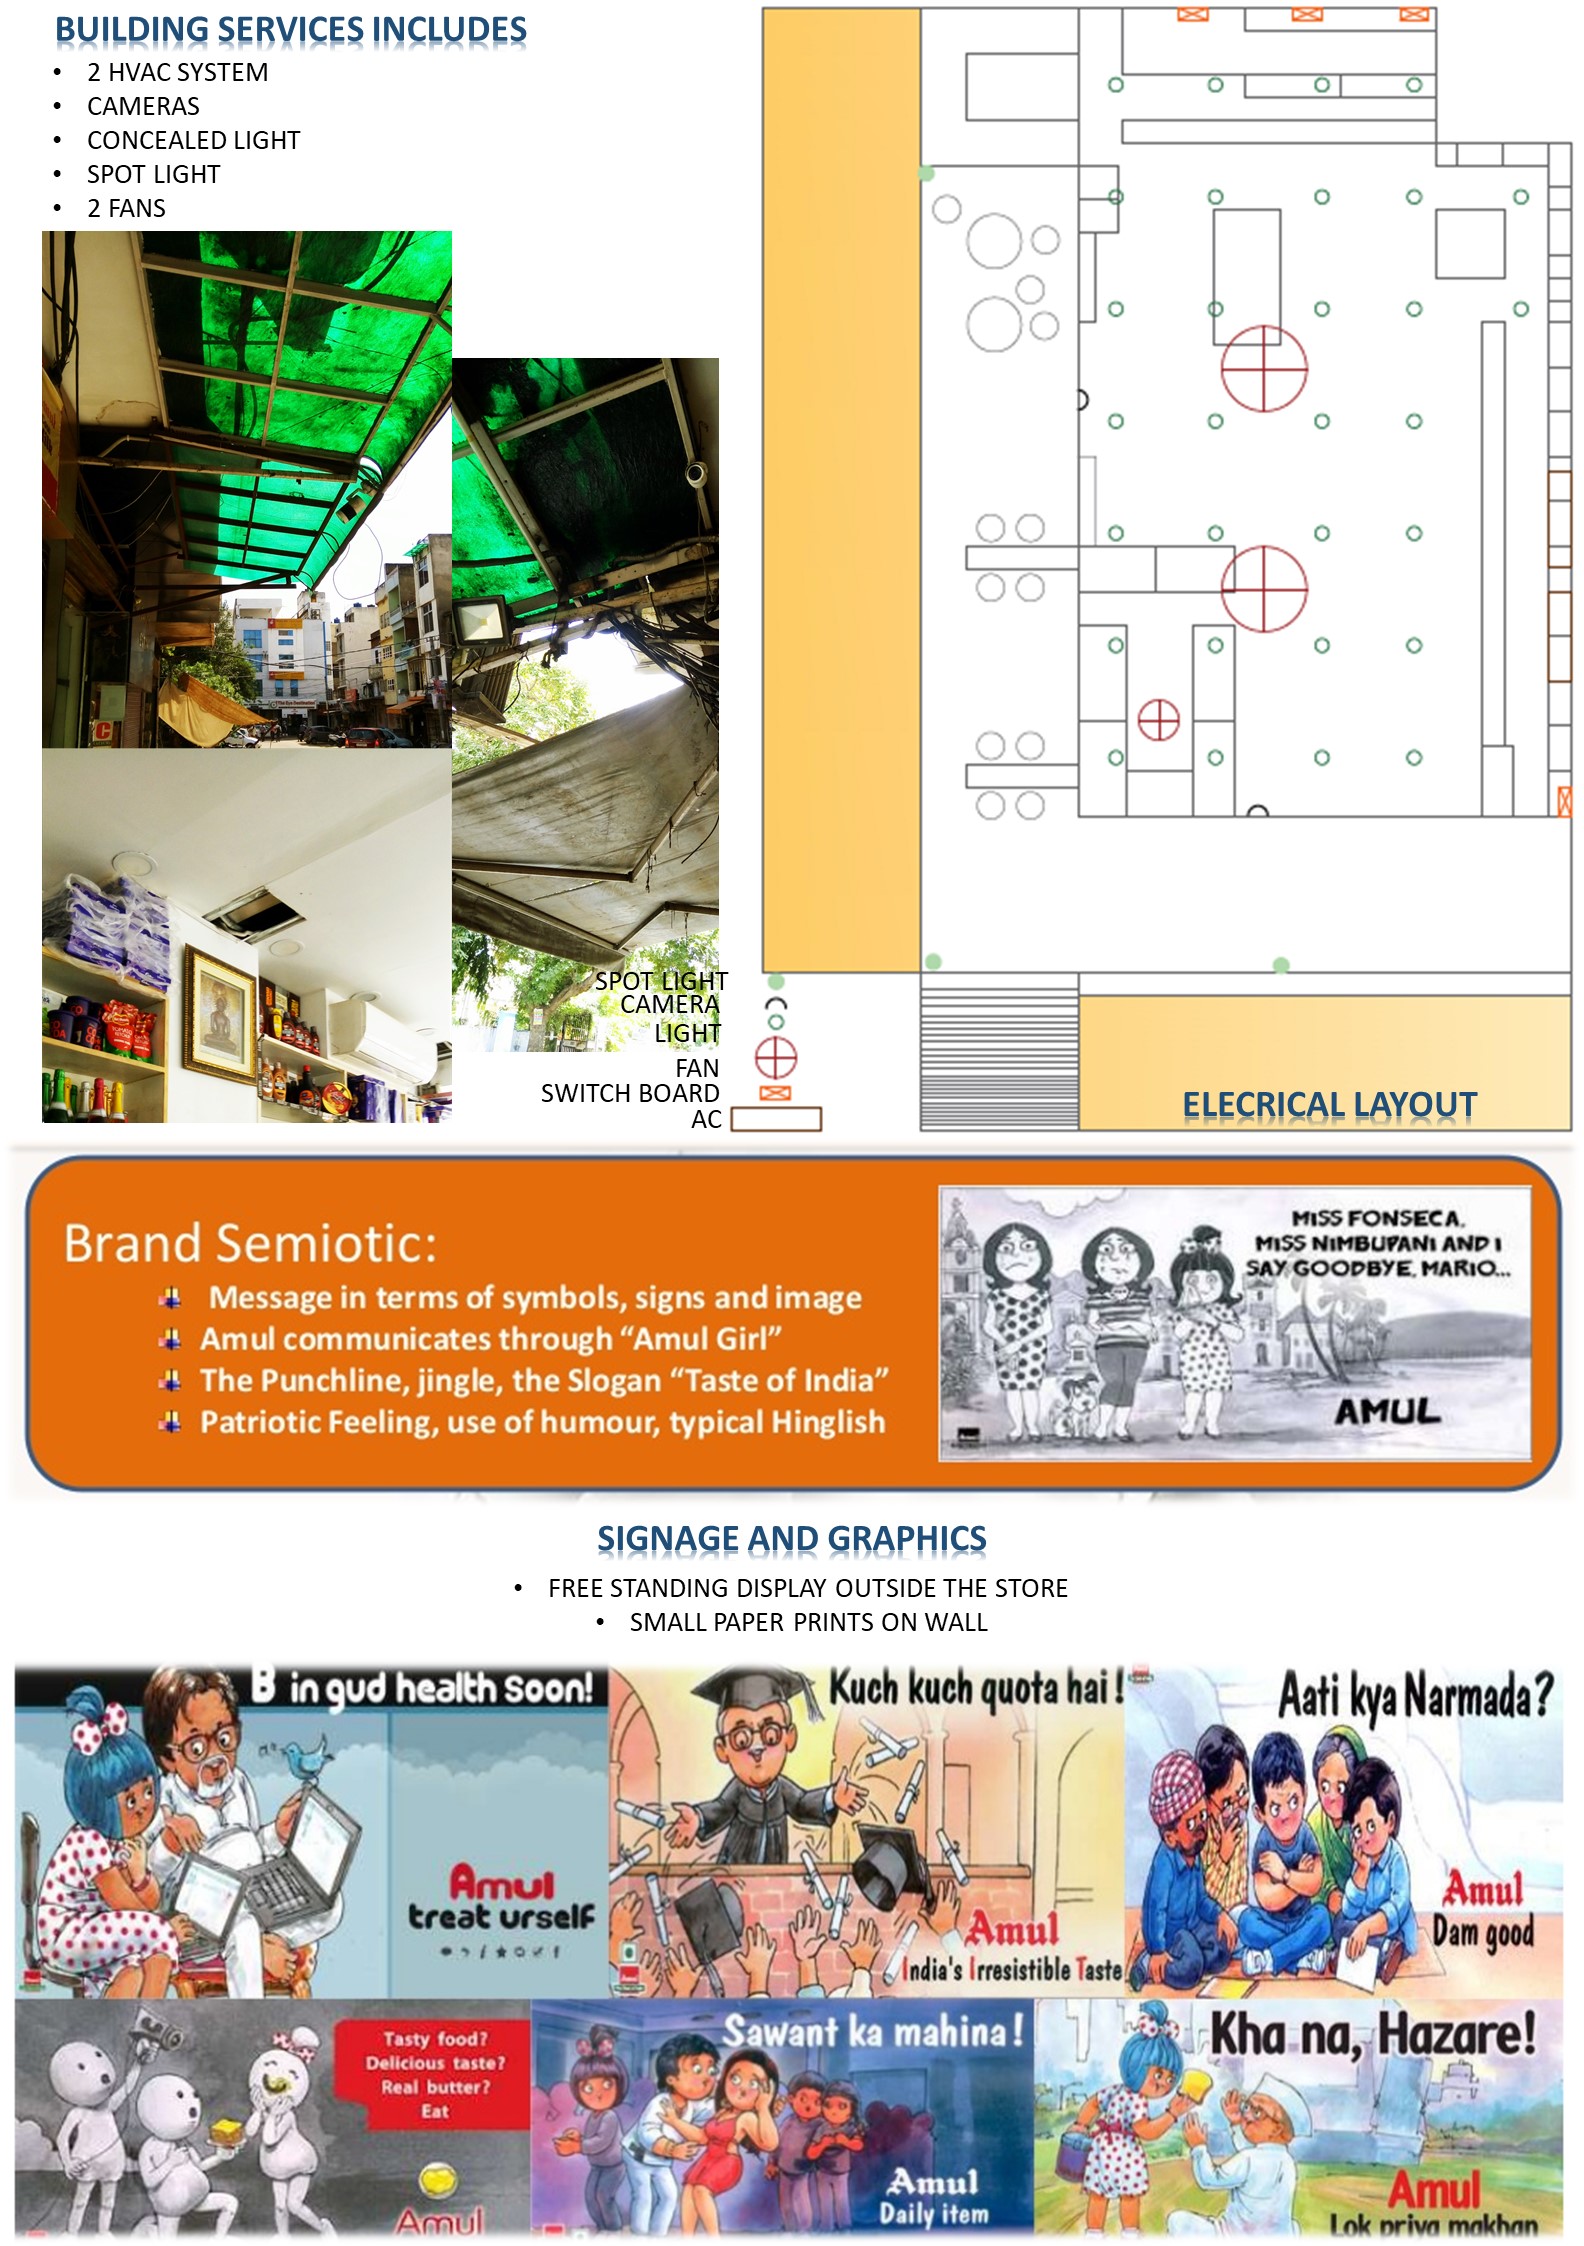 BUILDING SERVICES INCLUDES
• 2 HVAC SYSTEM
• CAMERAS
• CONCEALED LIGHT
• SPOT LIGHT
• 2 FANS
SPOT LIGHT
CAMERA
LIGHT
FAN
SWITCH BOARD
AC
ELECRICAL LAYOUT
Brand Semiotic:
Message in terms of symbols, signs and image
Amul communicates through “Amul Girl”
The Punchline, jingle, the Slogan “Taste of India”
Patriotic Feeling, use of humour, typical Hinglish
MISS FONSECA,
MISS NIMBUPANI AND I
SAY GOODBYE, MARIO...
AMUL
SIGNAGE AND GRAPHICS
• FREE STANDING DISPLAY OUTSIDE THE STORE
• SMALL PAPER PRINTS ON WALL
B in gud health soon!
Amul
treat urself
Kuch kuch quota hai!
Amul
India's Irresistible Taste
Aati kya Narmada?
Amul
Dam good
Tasty food?
Delicious taste?
Real butter?
Eat
Amul
Sawant ka mahina!
Amul
Daily item
Kha na, Hazare!
Amul
Lok priya makhan